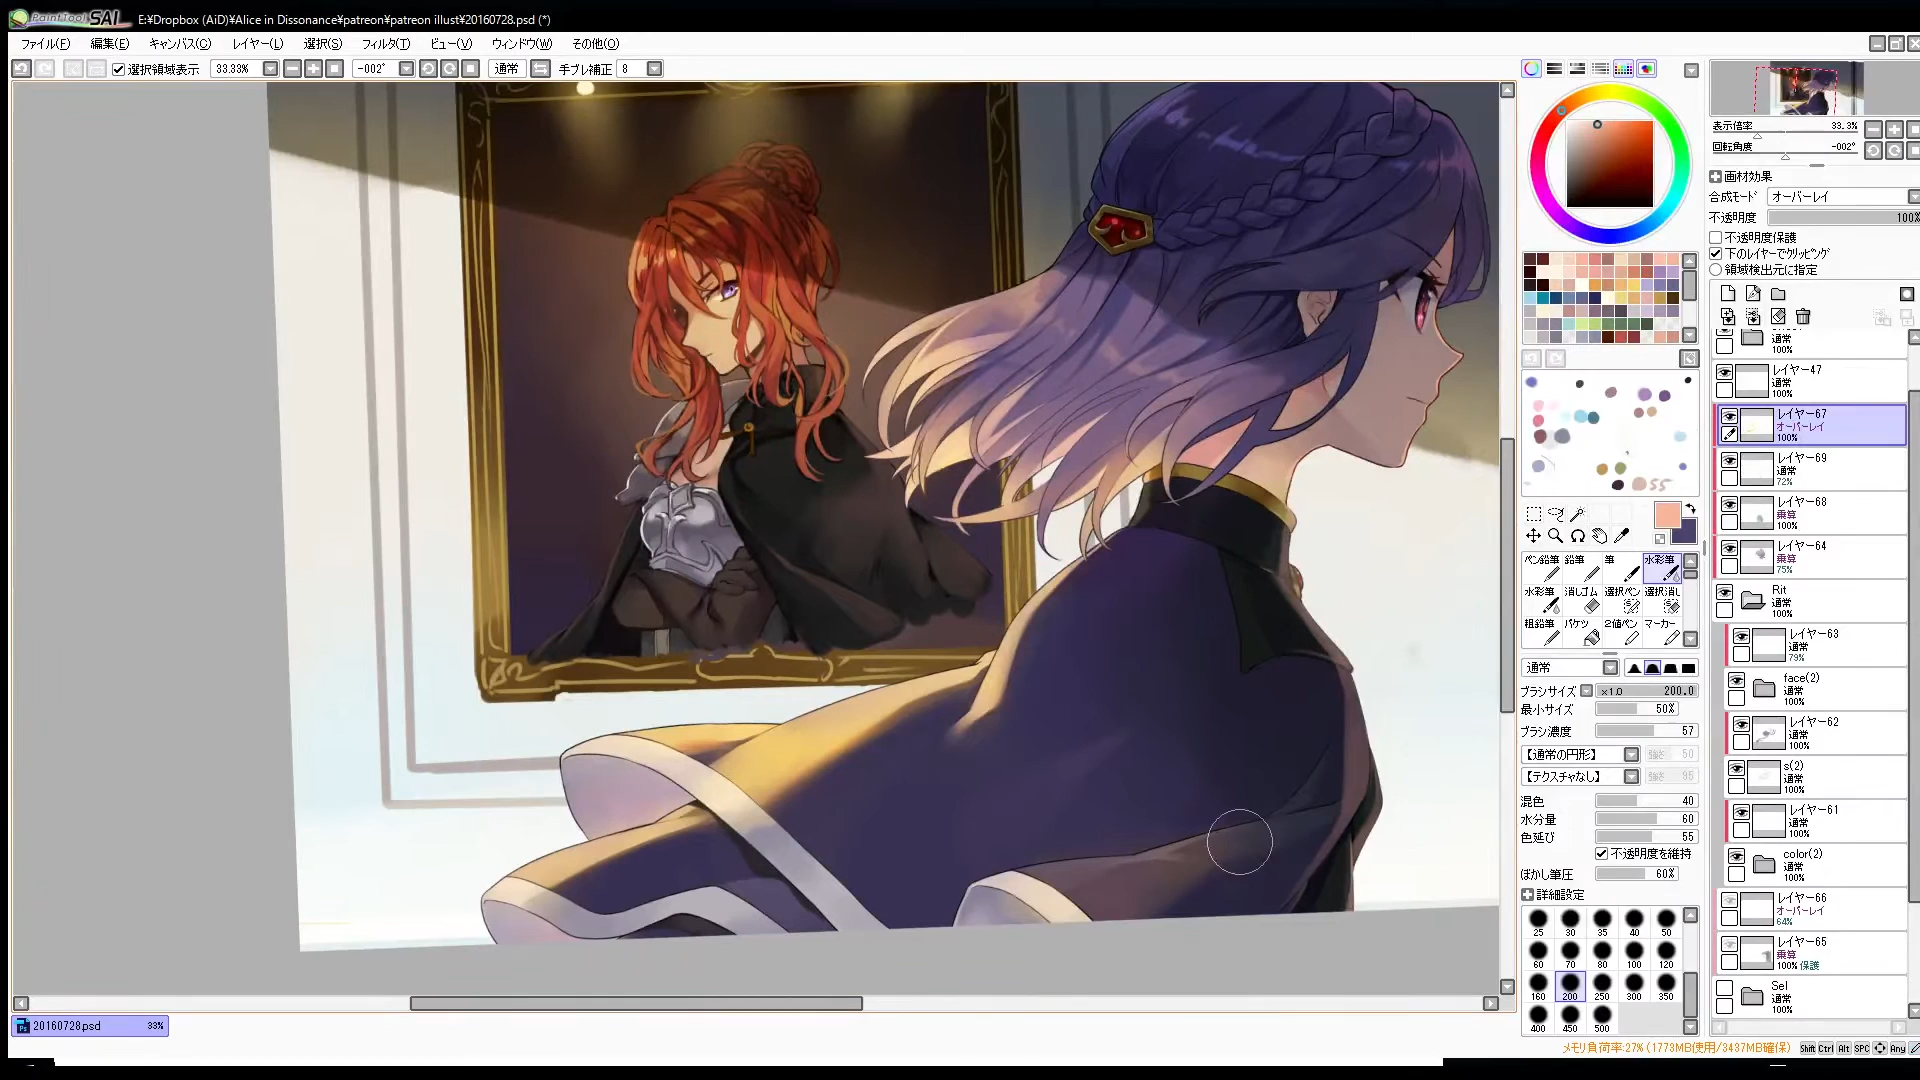 PaintTool SAI E:¥Dropbox (AiD)¥Alice in Dissonance¥patreon¥patreon illust¥20160728.psd (*)
ファイル(F) 編集(E) キャンバス(C) レイヤー(L) 選択(S) フィルタ(T) ビュー(V) ウィンドウ(W) その他(O)
選択領域表示 33.33% -002° 通常 手ブレ補正 8
表示倍率 33.3%
回転角度 -002°
画材効果
合成モード オーバーレイ
不透明度 100%
不透明度保護
下のレイヤーでクリッピング
領域検出元に指定
通常
100%
レイヤー47
通常
100%
レイヤー67
オーバーレイ
100%
レイヤー69
通常
72%
レイヤー68
乗算
100%
レイヤー64
乗算
75%
Rit
通常
100%
レイヤー63
通常
79%
face(2)
通常
100%
レイヤー62
通常
100%
s(2)
通常
100%
レイヤー61
通常
100%
color(2)
通常
100%
レイヤー66
オーバーレイ
64%
レイヤー65
乗算
100% 保護
Sel
通常
100%
ペン鉛筆 鉛筆 筆 水彩筆
水彩筆 消しゴム 選択ペン 選択消し
粗鉛筆 バケツ 2値ペン マーカー
通常
ブラシサイズ x1.0 200.0
最小サイズ 50%
ブラシ濃度 57
【通常の円形】 強さ 50
【テクスチャなし】 強さ 95
混色 40
水分量 60
色延び 55
不透明度を維持
ぼかし筆圧 60%
詳細設定
25 30 35 40 50
60 70 80 100 120
160 200 250 300 350
400 450 500
20160728.psd 33%
メモリ負荷率:27% (1773MB使用/3437MB確保)
Shift Ctrl Alt SPC Any